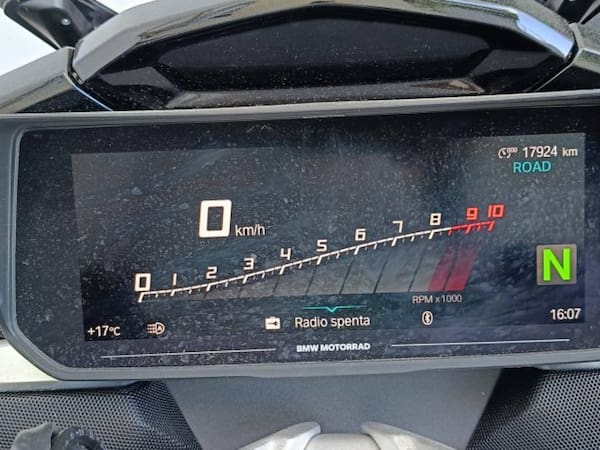 17924 km
ROAD
0 km/h
0 1 2 3 4 5 6 7 8 9 10
RPM x1000
N
+17°C
A
Radio spenta
16:07
BMW MOTORRAD